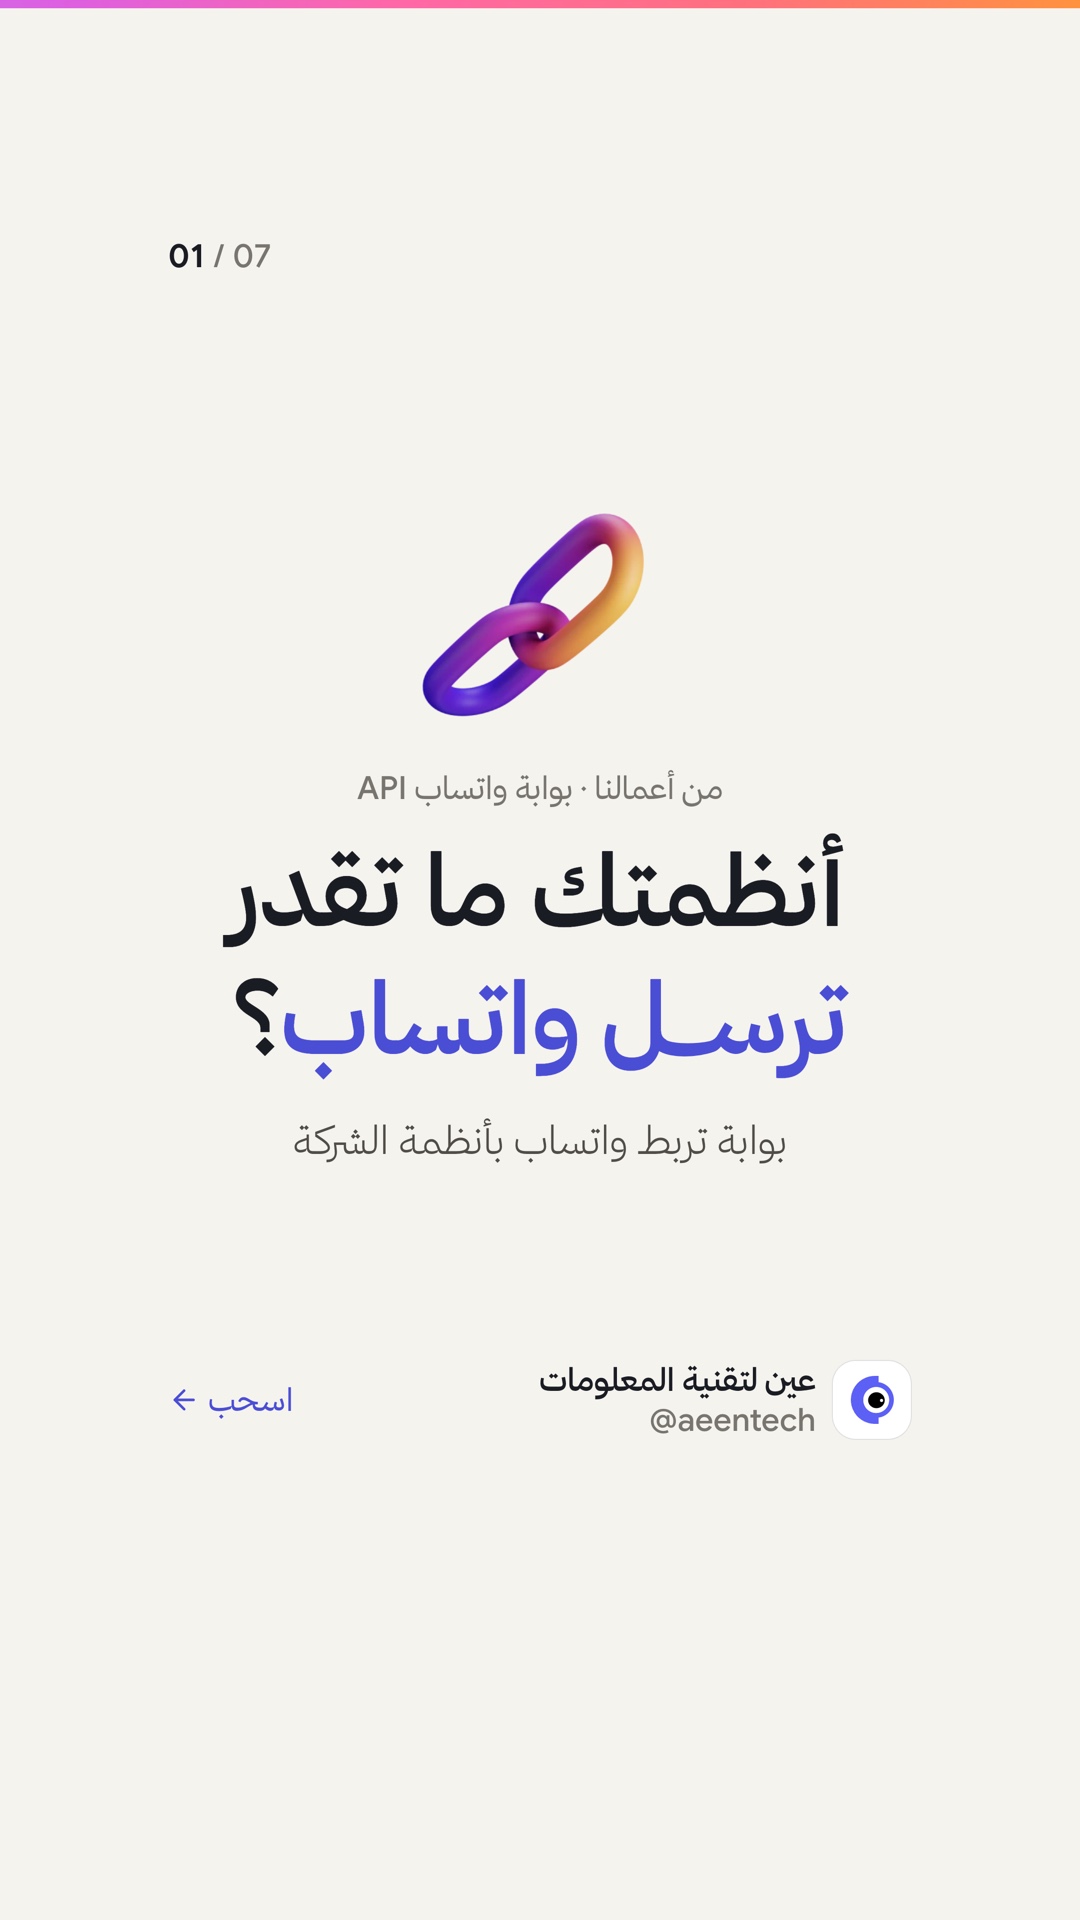 01 / 07
من أعمالنا · بوابة واتساب API
أنظمتك ما تقدر
ترسـل واتساب؟
بوابة تربط واتساب بأنظمة الشركة
عين لتقنية المعلومات
@aeentech
اسحب ←